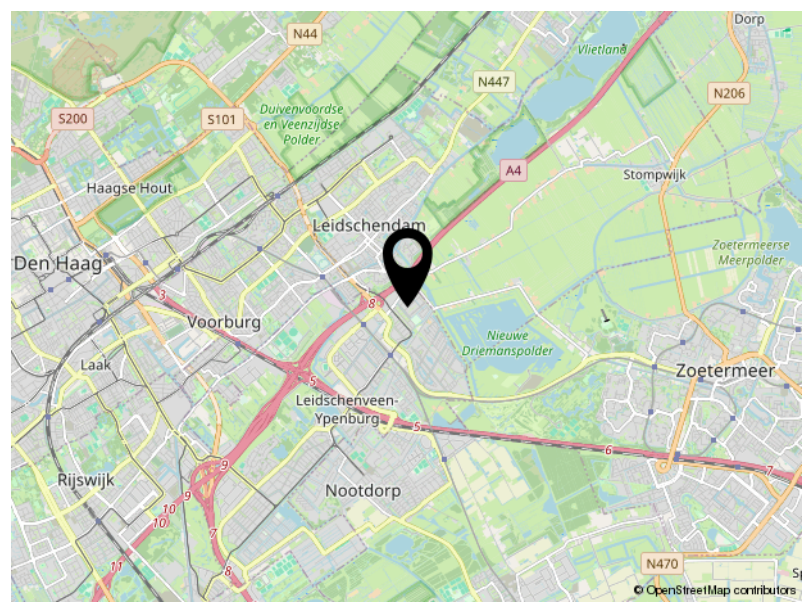 Dorp
N44
Vlietland
N447
N206
S200
S101
Duivenvoordse
en Veenzijdse
Polder
A4
Stompwijk
Haagse Hout
Leidschendam
Zoetermeerse
Meerpolder
Den Haag
3
8
Voorburg
Nieuwe
Driemanspolder
Laak
5
Zoetermeer
Leidschenveen-
Ypenburg
5
6
9
7
Rijswijk
9
Nootdorp
10
10
7
11
8
N470
Sp
© OpenStreetMap contributors